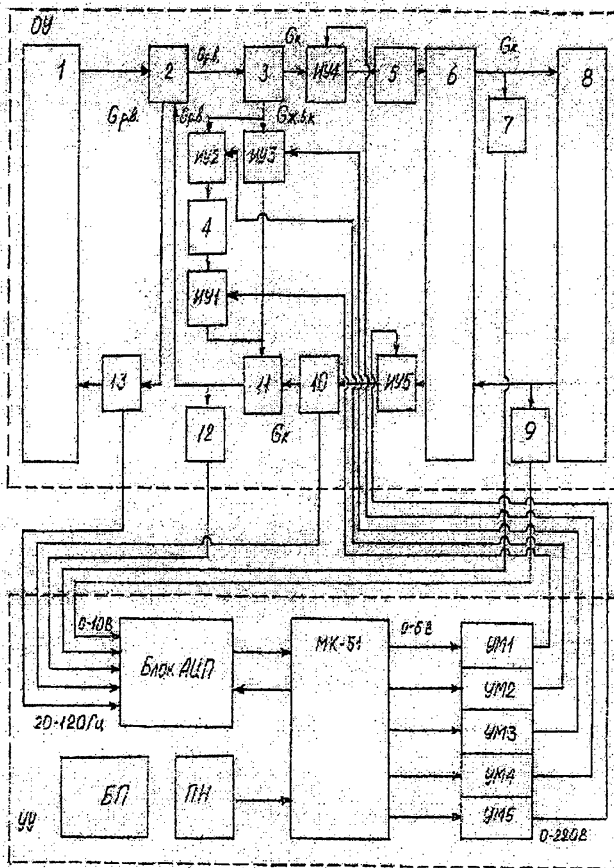 ОУ
1
2
Gрв.
3
Gк
ИУ4
5
6
Gк
8
7
Gрв.
Gрв.
Gж.в.к
ИУ2
ИУ3
4
ИУ1
13
11
10
ИУ5
12
Gк
9
0-10В
Блок АЦП
МК-51
0-5В
УМ1
УМ2
УМ3
УМ4
УМ5
20-120Гц
БП
ПН
УУ
0-220В